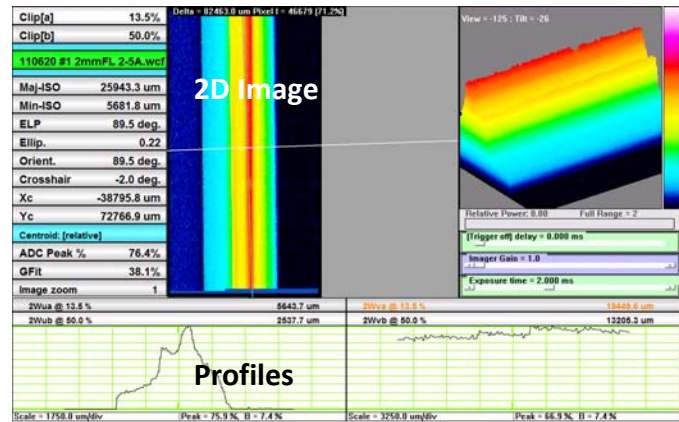 Clip[a] 13.5%
Clip[b] 50.0%
110620 #1 2mmFL 2-5A.wcf
Maj-ISO 25943.3 um
Min-ISO 5681.8 um
ELP 89.5 deg.
Ellip. 0.22
Orient. 89.5 deg.
Crosshair -2.0 deg.
Xc -38795.8 um
Yc 72766.9 um
Centroid: [relative]
ADC Peak % 76.4%
GFit 38.1%
Image zoom 1
Delta = 82463.0 um Pixel I = 46679 [71.2%]
2D Image
View = -125 : Tilt = -26
Relative Power: 0.00 Full Range = 2
[Trigger off] delay = 0.000 ms
Imager Gain = 1.0
Exposure time = 2.000 ms
2Wua @ 13.5 % 5643.7 um
2Wub @ 50.0 % 2537.7 um
2Wva @ 13.5 % 19449.6 um
2Wvb @ 50.0 % 13205.3 um
Profiles
Scale = 1750.0 um/div Peak = 75.9 %, B = 7.4 %
Scale = 3250.0 um/div Peak = 66.9 %, B = 7.4 %